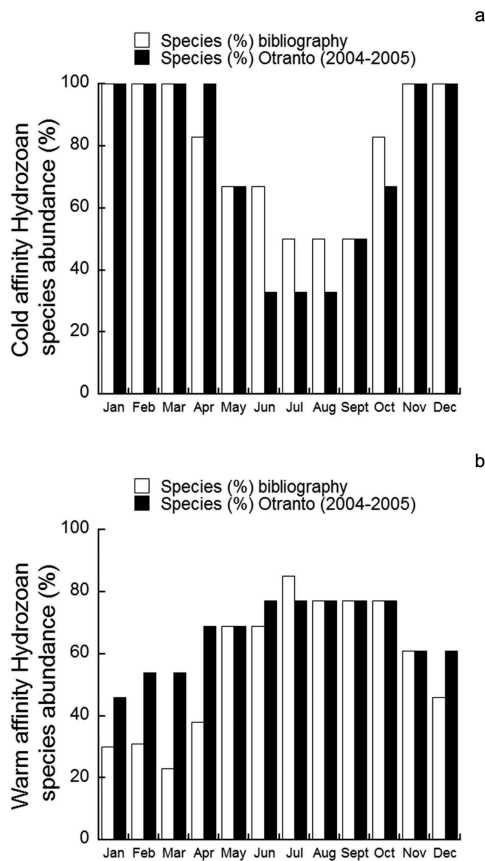 a
Species (%) bibliography
Species (%) Otranto (2004-2005)
Cold affinity Hydrozoan
species abundance (%)
100
80
60
40
20
0
Jan Feb Mar Apr May Jun Jul Aug Sept Oct Nov Dec
b
Species (%) bibliography
Species (%) Otranto (2004-2005)
Warm affinity Hydrozoan
species abundance (%)
100
80
60
40
20
0
Jan Feb Mar Apr May Jun Jul Aug Sept Oct Nov Dec